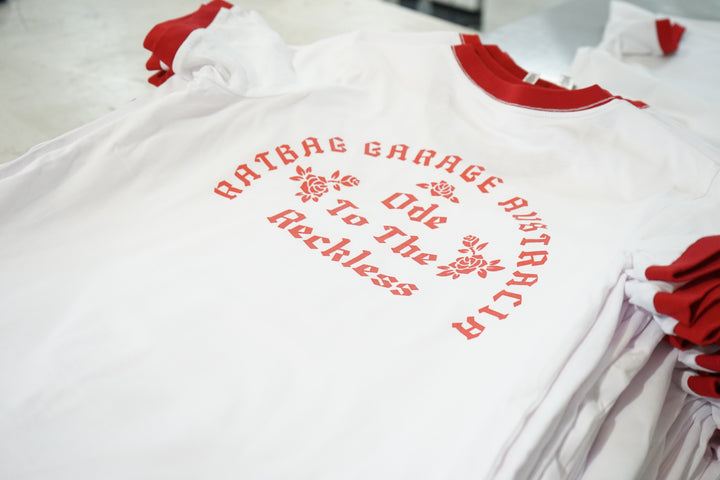 RATBAG GARAGE AUSTRALIA
Ode
To The
Reckless